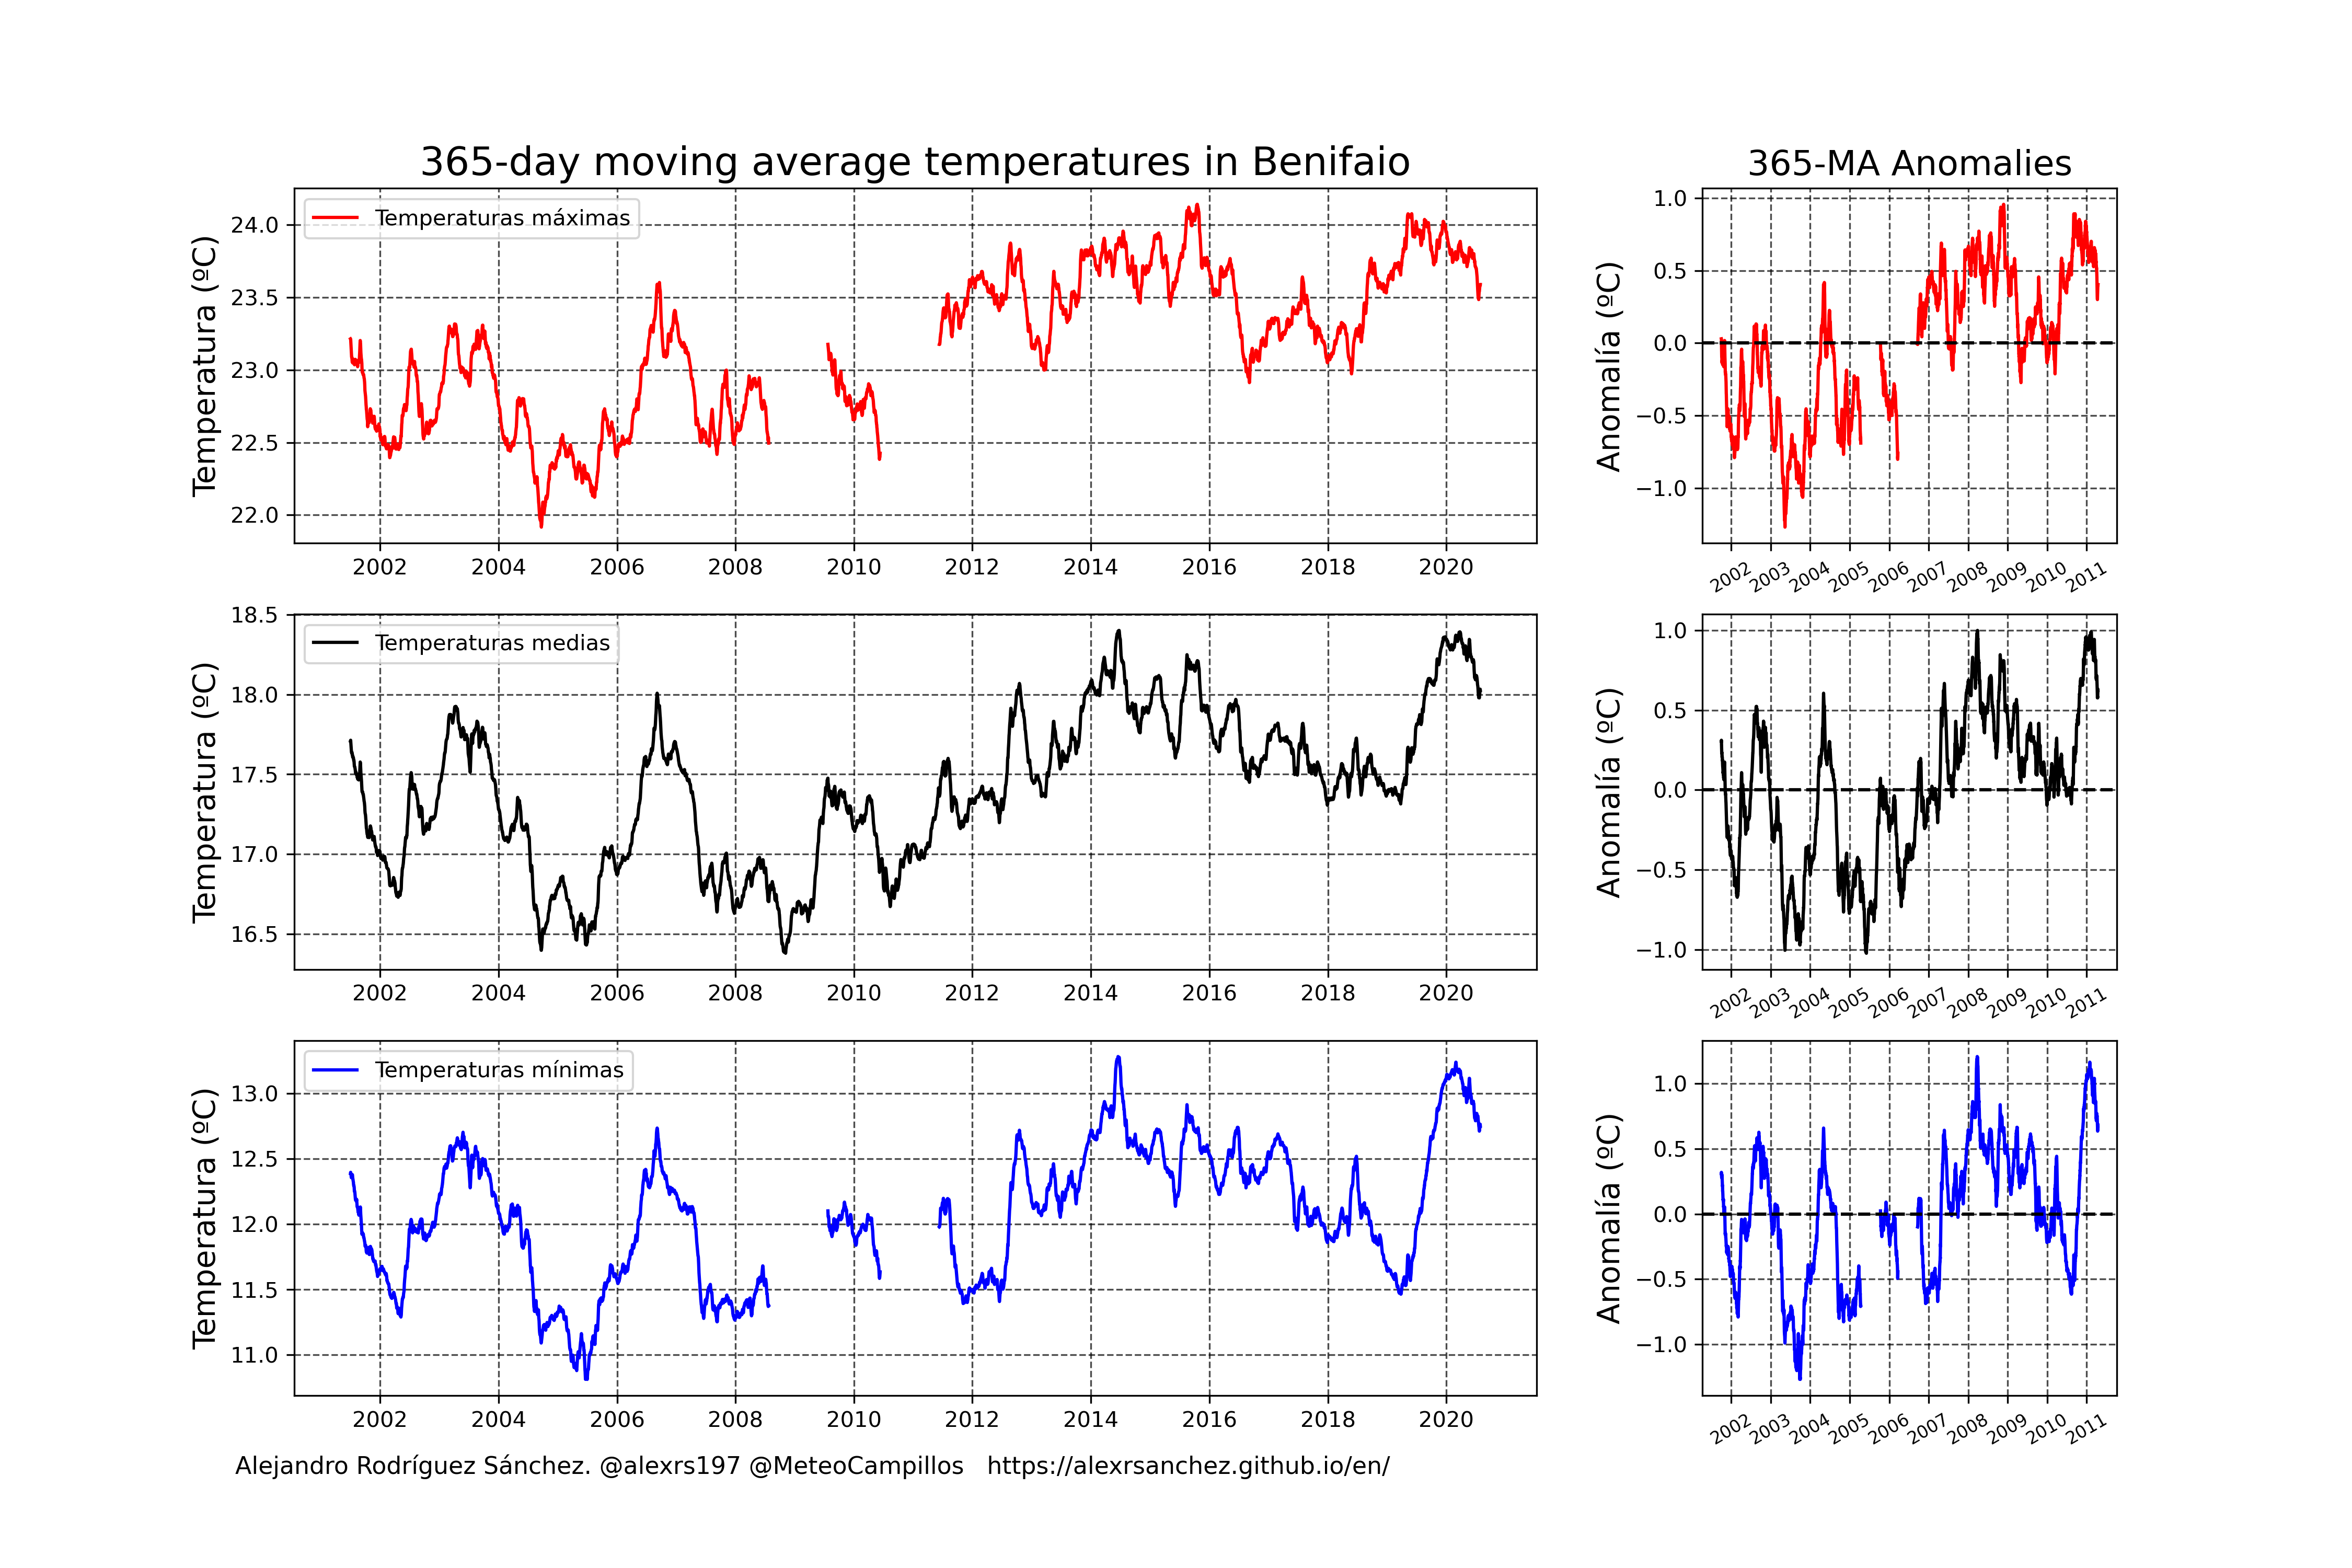 365-day moving average temperatures in Benifaio
365-MA Anomalies
Temperatura (ºC)
24.0
23.5
23.0
22.5
22.0
Temperaturas máximas
2002 2004 2006 2008 2010 2012 2014 2016 2018 2020
Anomalía (ºC)
1.0
0.5
0.0
−0.5
−1.0
2002 2003 2004 2005 2006 2007 2008 2009 2010 2011
Temperatura (ºC)
18.5
18.0
17.5
17.0
16.5
Temperaturas medias
2002 2004 2006 2008 2010 2012 2014 2016 2018 2020
Anomalía (ºC)
1.0
0.5
0.0
−0.5
−1.0
2002 2003 2004 2005 2006 2007 2008 2009 2010 2011
Temperatura (ºC)
13.0
12.5
12.0
11.5
11.0
Temperaturas mínimas
2002 2004 2006 2008 2010 2012 2014 2016 2018 2020
Anomalía (ºC)
1.0
0.5
0.0
−0.5
−1.0
2002 2003 2004 2005 2006 2007 2008 2009 2010 2011
Alejandro Rodríguez Sánchez. @alexrs197 @MeteoCampillos https://alexrsanchez.github.io/en/